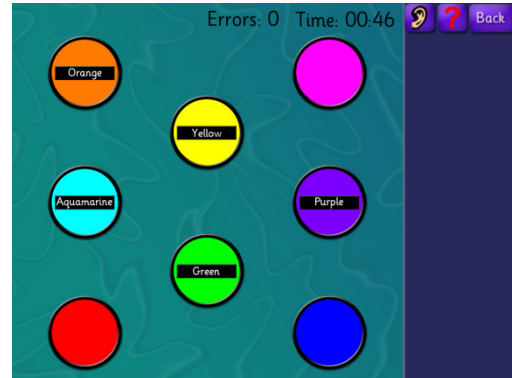 Errors: 0 Time: 00:46 ? Back
Orange
Yellow
Aquamarine
Purple
Green